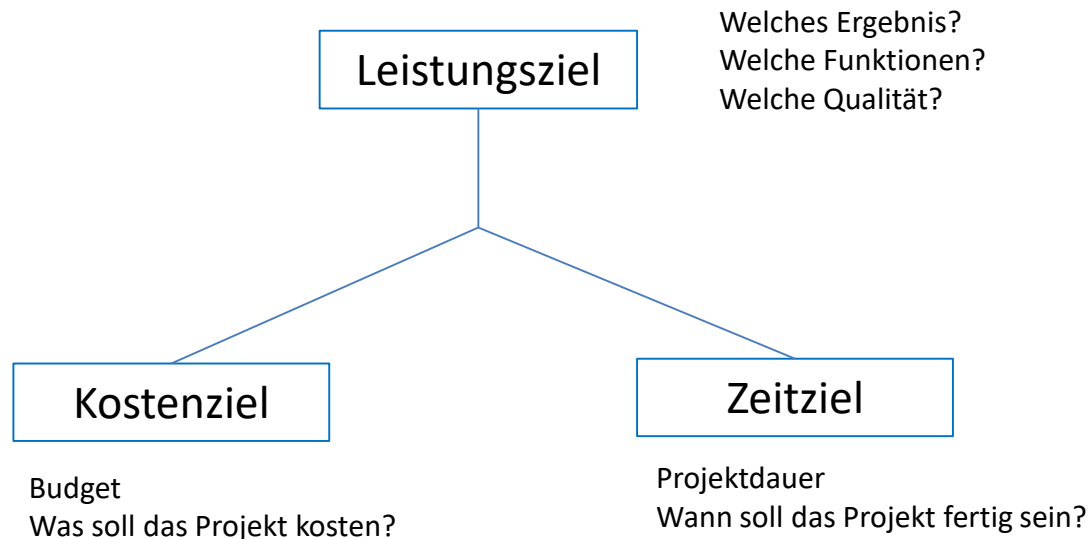 Welches Ergebnis?
Welche Funktionen?
Welche Qualität?
Leistungsziel
Kostenziel
Zeitziel
Budget
Was soll das Projekt kosten?
Projektdauer
Wann soll das Projekt fertig sein?